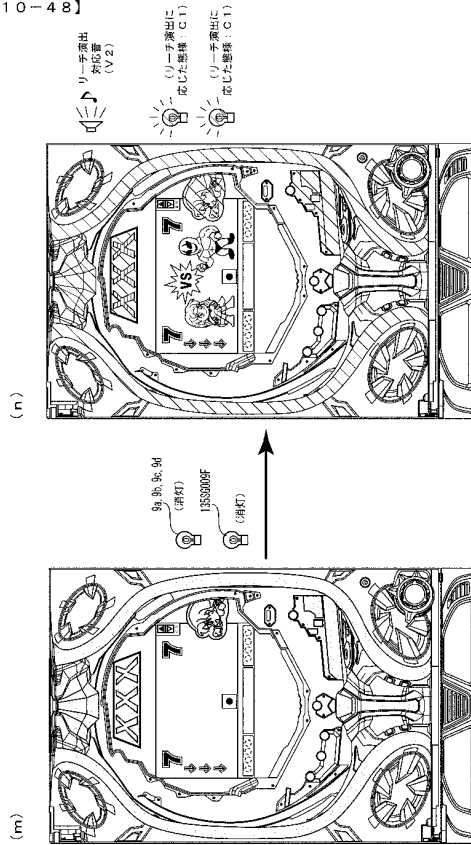 10－48】
(m)
XXX
7
7
9a, 9b, 9c, 9d
(消灯)
135SG009F
(消灯)
(n)
XXX
7
7
VS
リーチ演出
対応音
(V2)
(リーチ演出に
応じた態様：C1)
(リーチ演出に
応じた態様：C1)